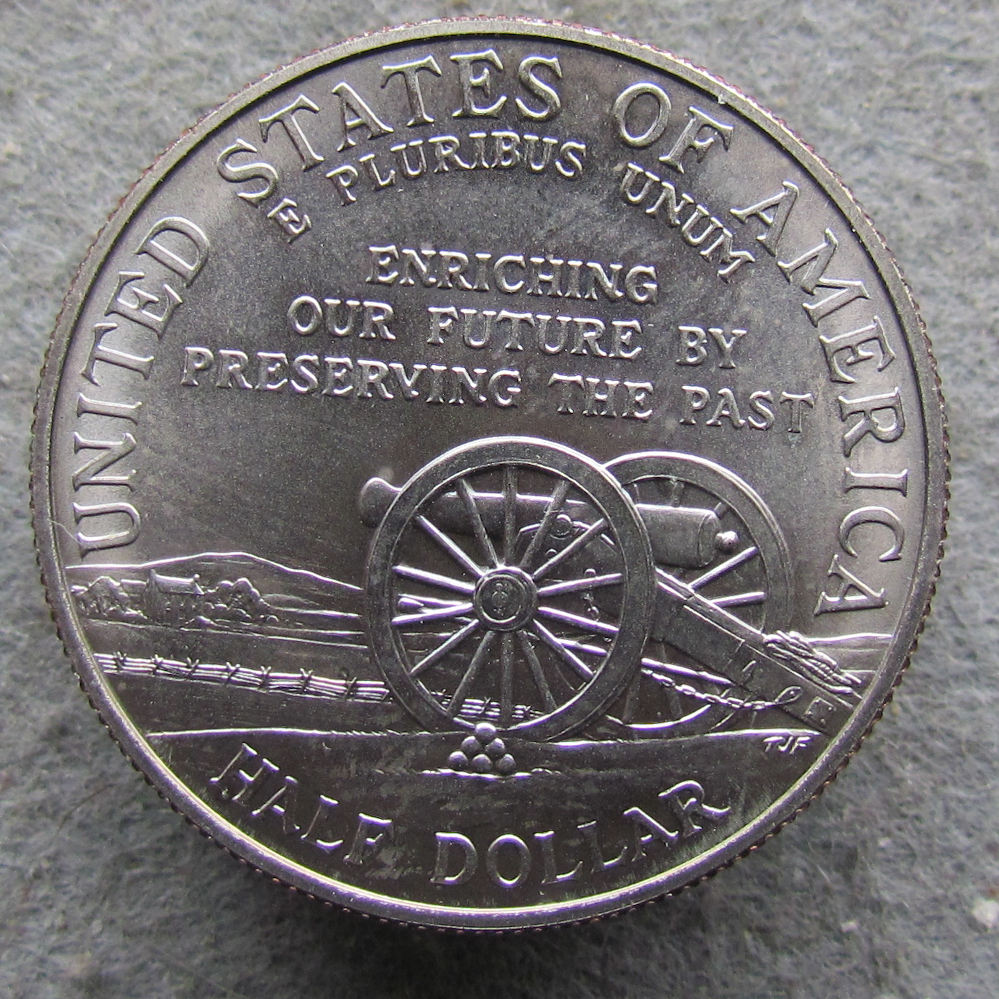 UNITED STATES OF AMERICA
E PLURIBUS UNUM
ENRICHING
OUR FUTURE BY
PRESERVING THE PAST
TJF
HALF DOLLAR